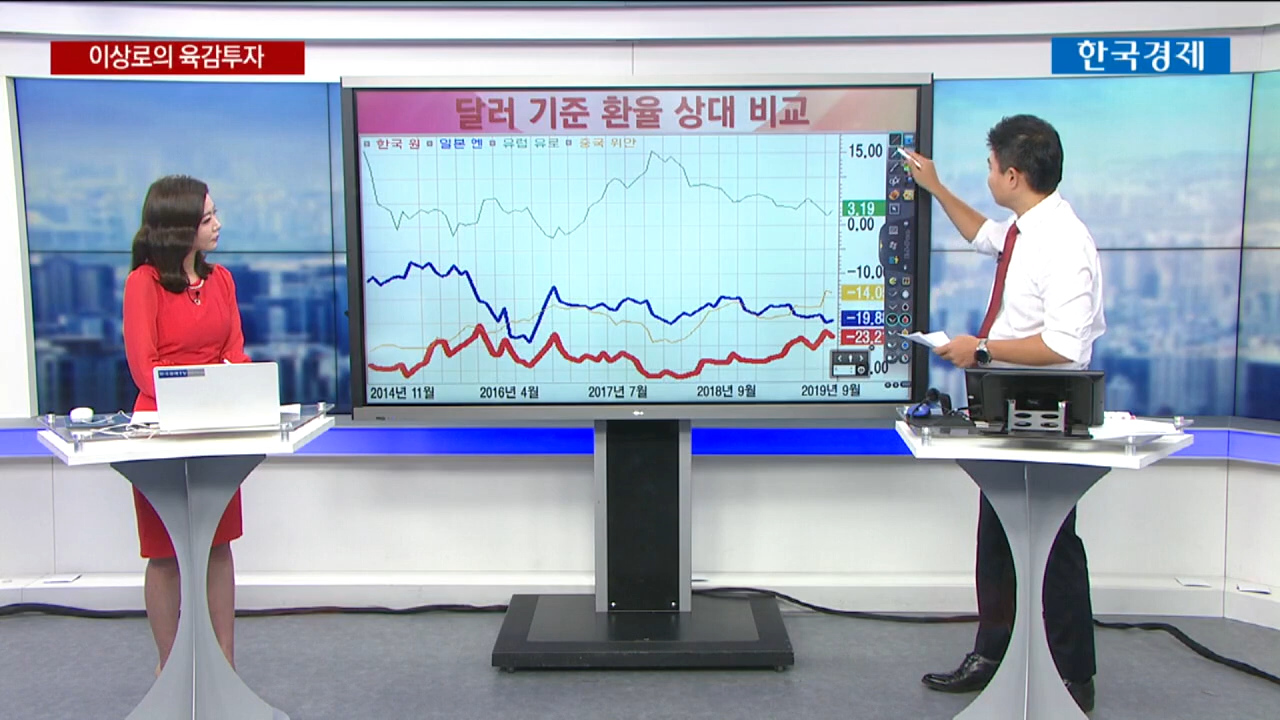 이상로의 육감투자
한국경제
달러 기준 환율 상대 비교
한국 원 일본 엔 유럽 유로 중국 위안
15.00
3.19
0.00
-10.0
-14.0
-19.8
-23.2
.00
2014년 11월 2016년 4월 2017년 7월 2018년 9월 2019년 9월